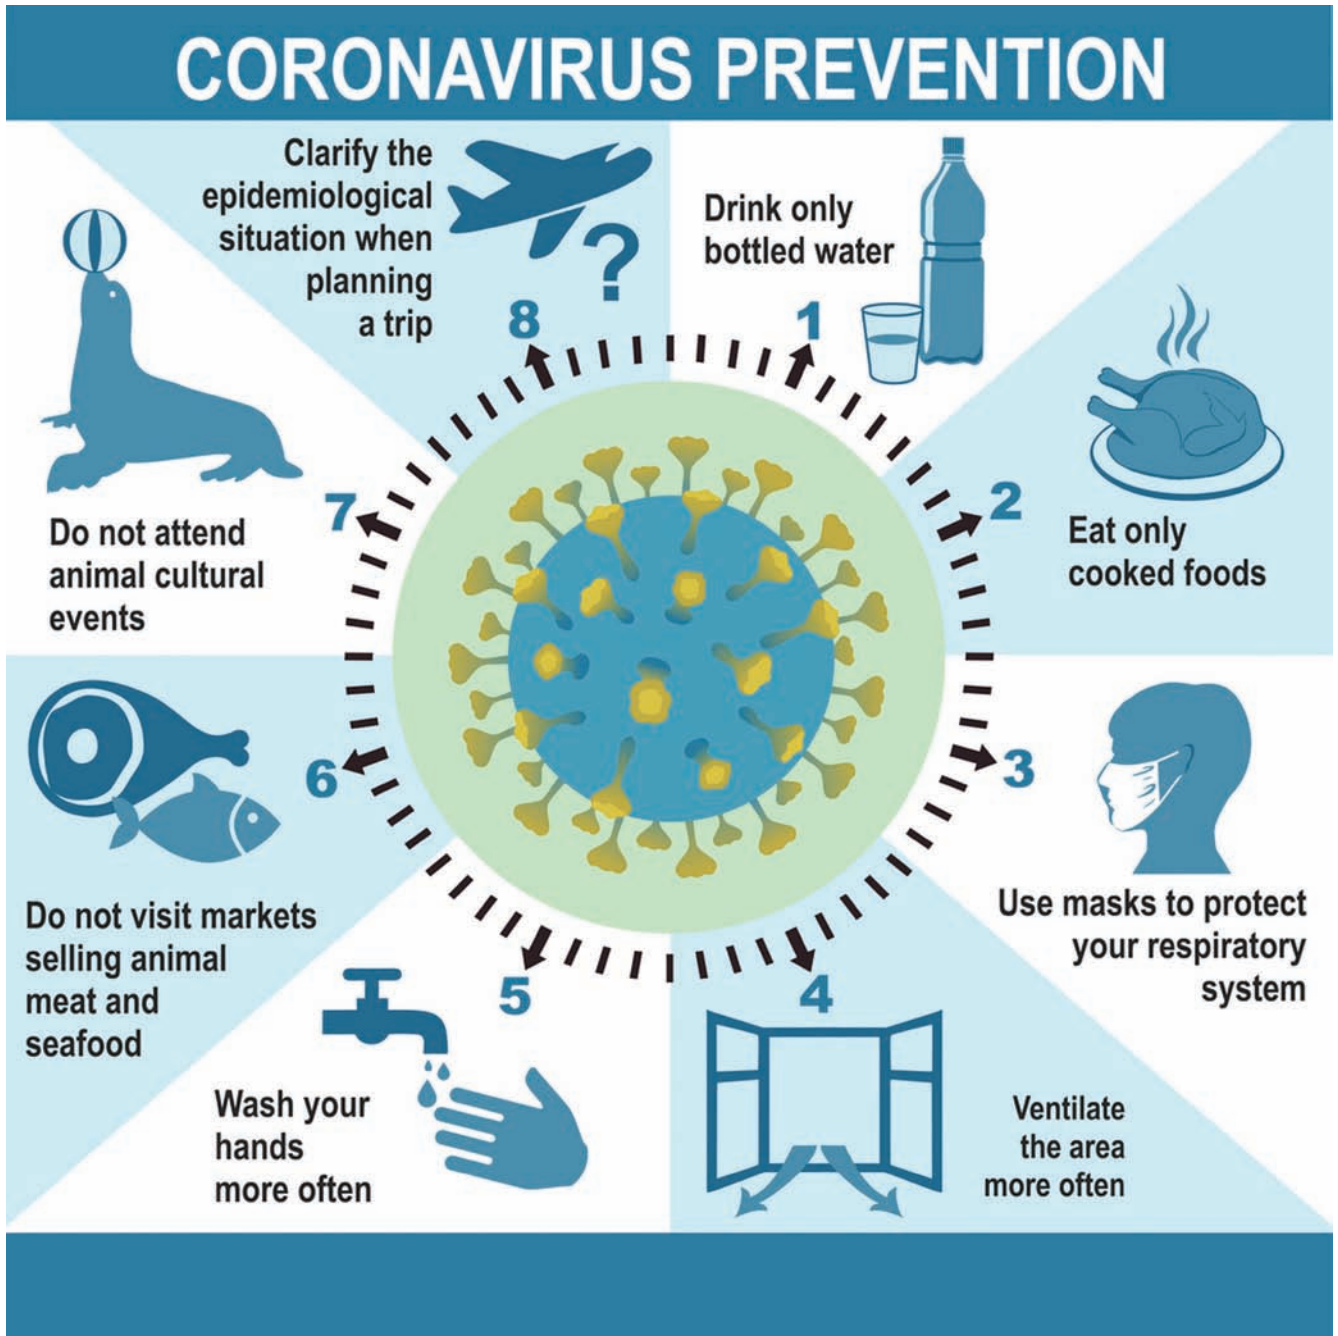 CORONAVIRUS PREVENTION
Drink only
bottled water
1
2
Eat only
cooked foods
3
Use masks to protect
your respiratory
system
4
Ventilate
the area
more often
5
Wash your
hands
more often
6
Do not visit markets
selling animal
meat and
seafood
7
Do not attend
animal cultural
events
Clarify the
epidemiological
situation when
planning
a trip
?
8